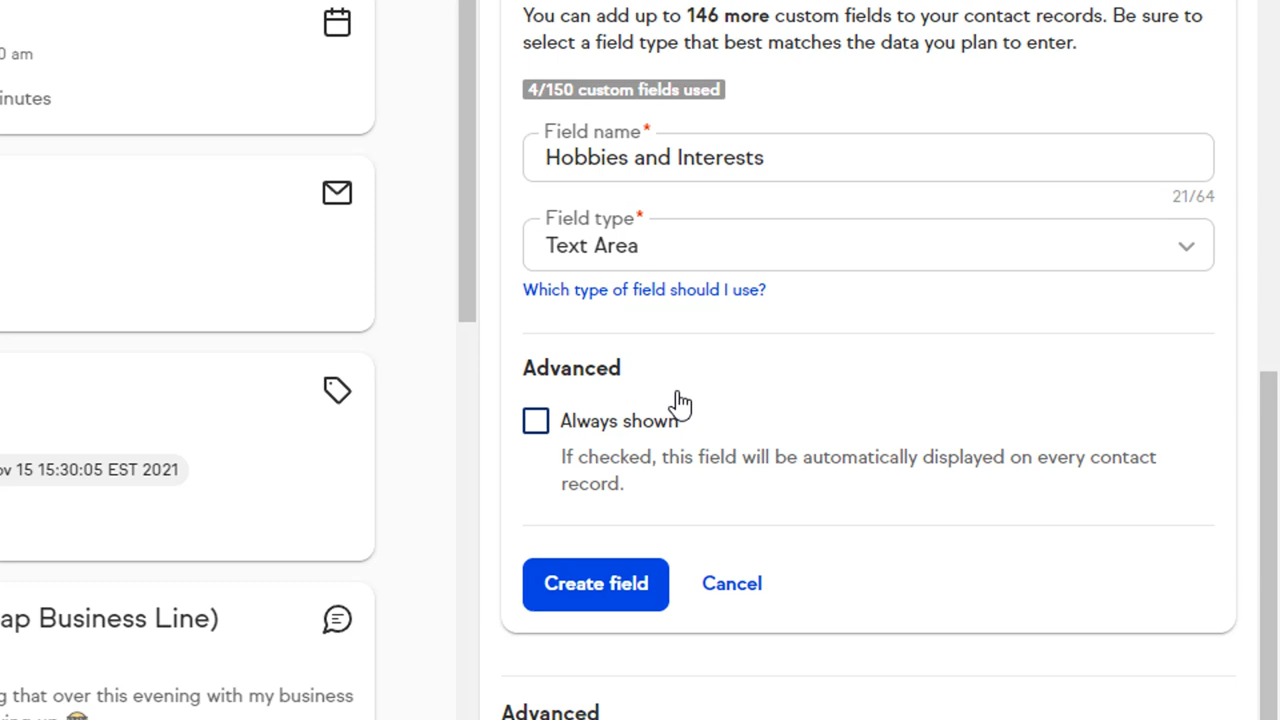 0 am
inutes
ov 15 15:30:05 EST 2021
ap Business Line)
g that over this evening with my business
You can add up to 146 more custom fields to your contact records. Be sure to
select a field type that best matches the data you plan to enter.
4/150 custom fields used
Field name*
Hobbies and Interests
21/64
Field type*
Text Area
Which type of field should I use?
Advanced
Always shown
If checked, this field will be automatically displayed on every contact
record.
Create field
Cancel
Advanced